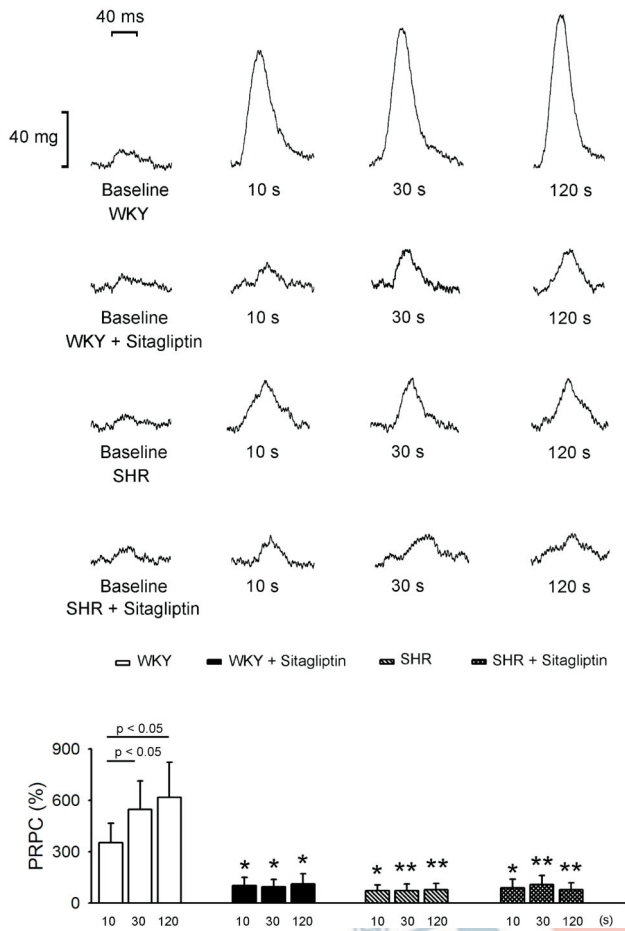 40 ms
40 mg
Baseline 10 s 30 s 120 s
WKY
Baseline 10 s 30 s 120 s
WKY + Sitagliptin
Baseline 10 s 30 s 120 s
SHR
Baseline 10 s 30 s 120 s
SHR + Sitagliptin
WKY WKY + Sitagliptin SHR SHR + Sitagliptin
p < 0.05
p < 0.05
PRPC (%)
900
600
300
0
* * * * ** ** * ** **
10 30 120 10 30 120 10 30 120 10 30 120 (s)